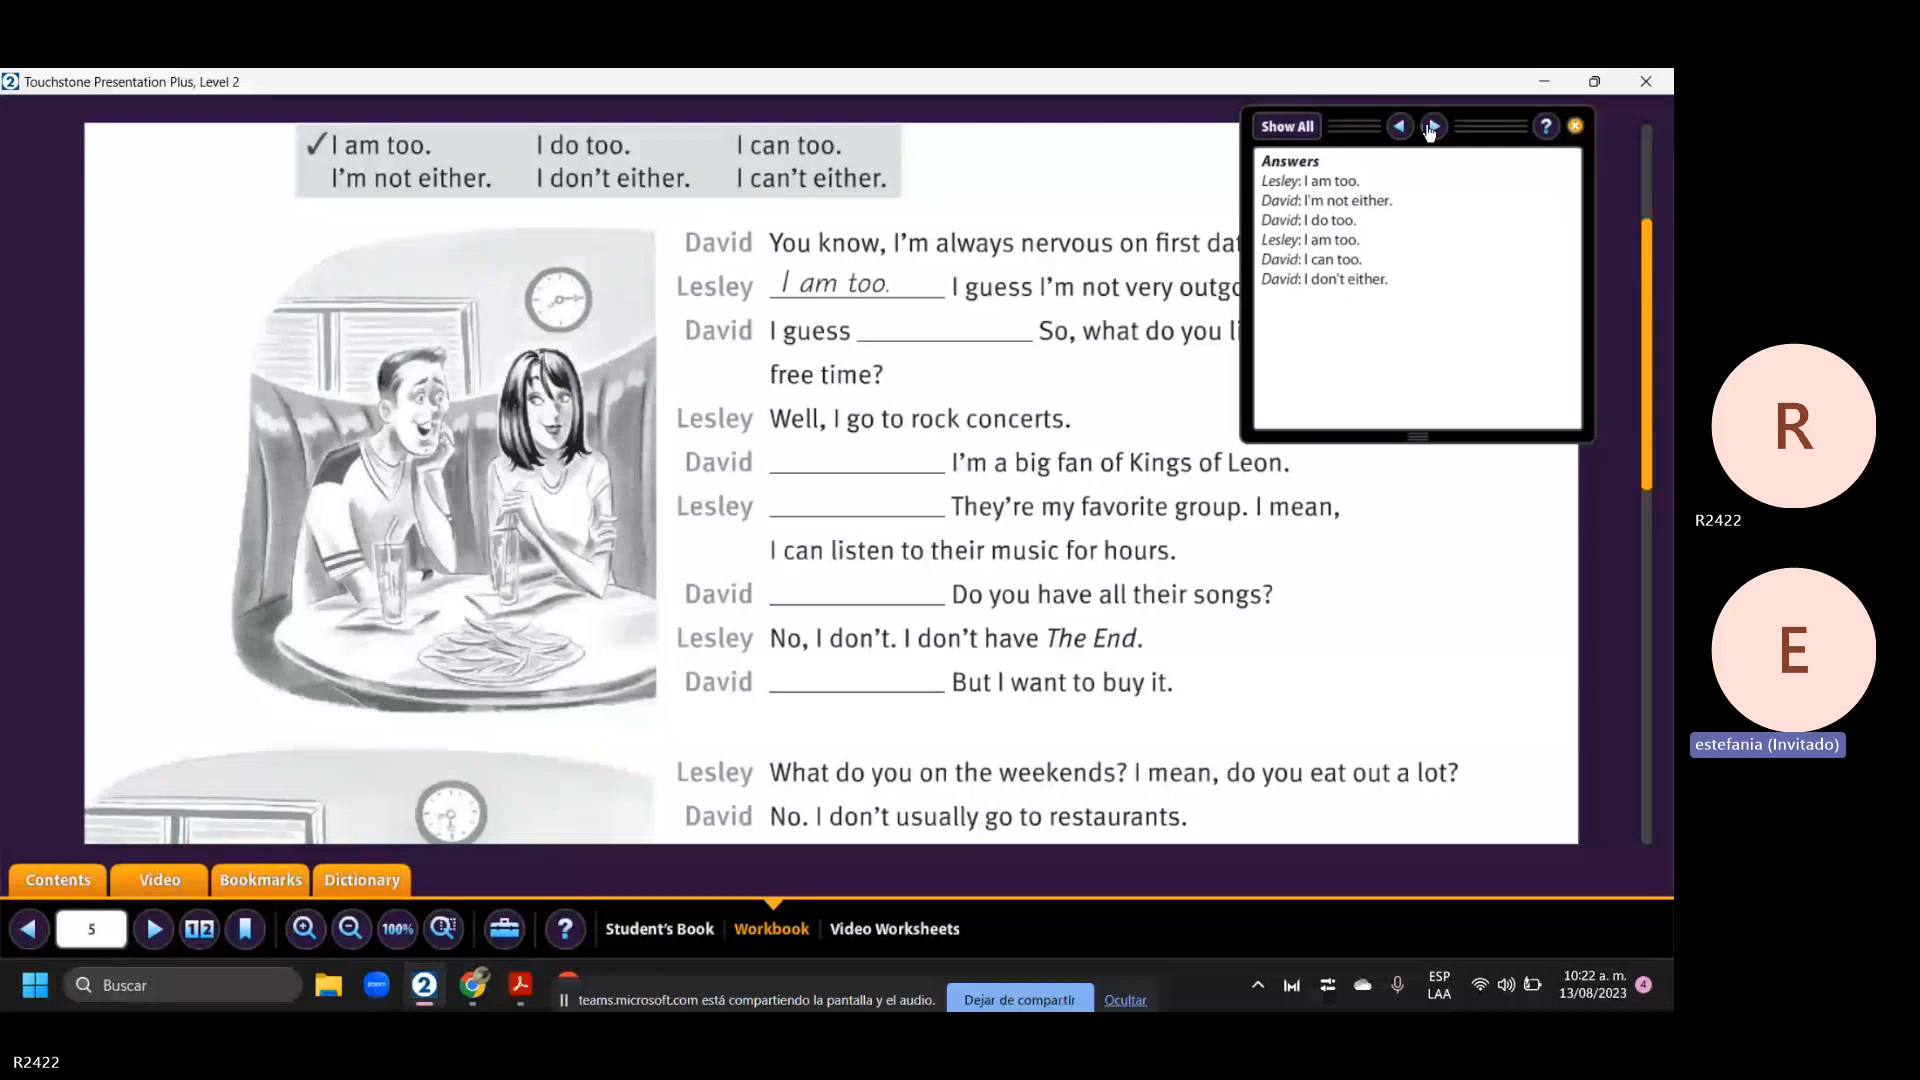 Touchstone Presentation Plus, Level 2
✓I am too. I do too. I can too.
I'm not either. I don't either. I can't either.
Show All
?
Answers
Lesley: I am too.
David: I'm not either.
David: I do too.
Lesley: I am too.
David: I can too.
David: I don't either.
David You know, I'm always nervous on first
Lesley I am too. I guess I'm not very
David I guess ____________ So, what do you
free time?
Lesley Well, I go to rock concerts.
David ____________ I'm a big fan of Kings of Leon.
Lesley ____________ They're my favorite group. I mean,
I can listen to their music for hours.
David ____________ Do you have all their songs?
Lesley No, I don't. I don't have The End.
David ____________ But I want to buy it.
Lesley What do you on the weekends? I mean, do you eat out a lot?
David No. I don't usually go to restaurants.
R
R2422
E
estefania (Invitado)
Contents Video Bookmarks Dictionary
5 12 100% ? Student's Book Workbook Video Worksheets
Buscar
zoom
2
teams.microsoft.com está compartiendo la pantalla y el audio. Dejar de compartir Ocultar
ESP
LAA
10:22 a. m.
13/08/2023
4
R2422